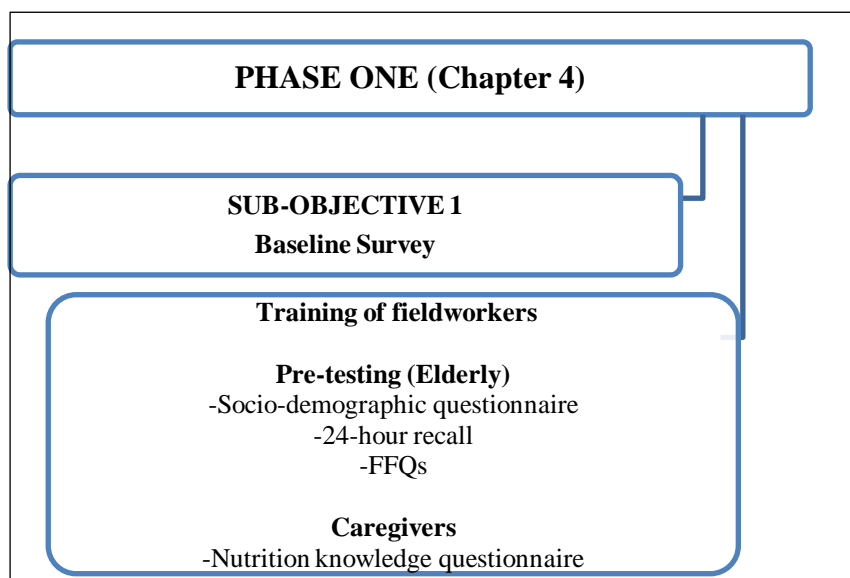 PHASE ONE (Chapter 4)
SUB-OBJECTIVE 1
Baseline Survey
Training of fieldworkers
Pre-testing (Elderly)
-Socio-demographic questionnaire
-24-hour recall
-FFQs
Caregivers
-Nutrition knowledge questionnaire